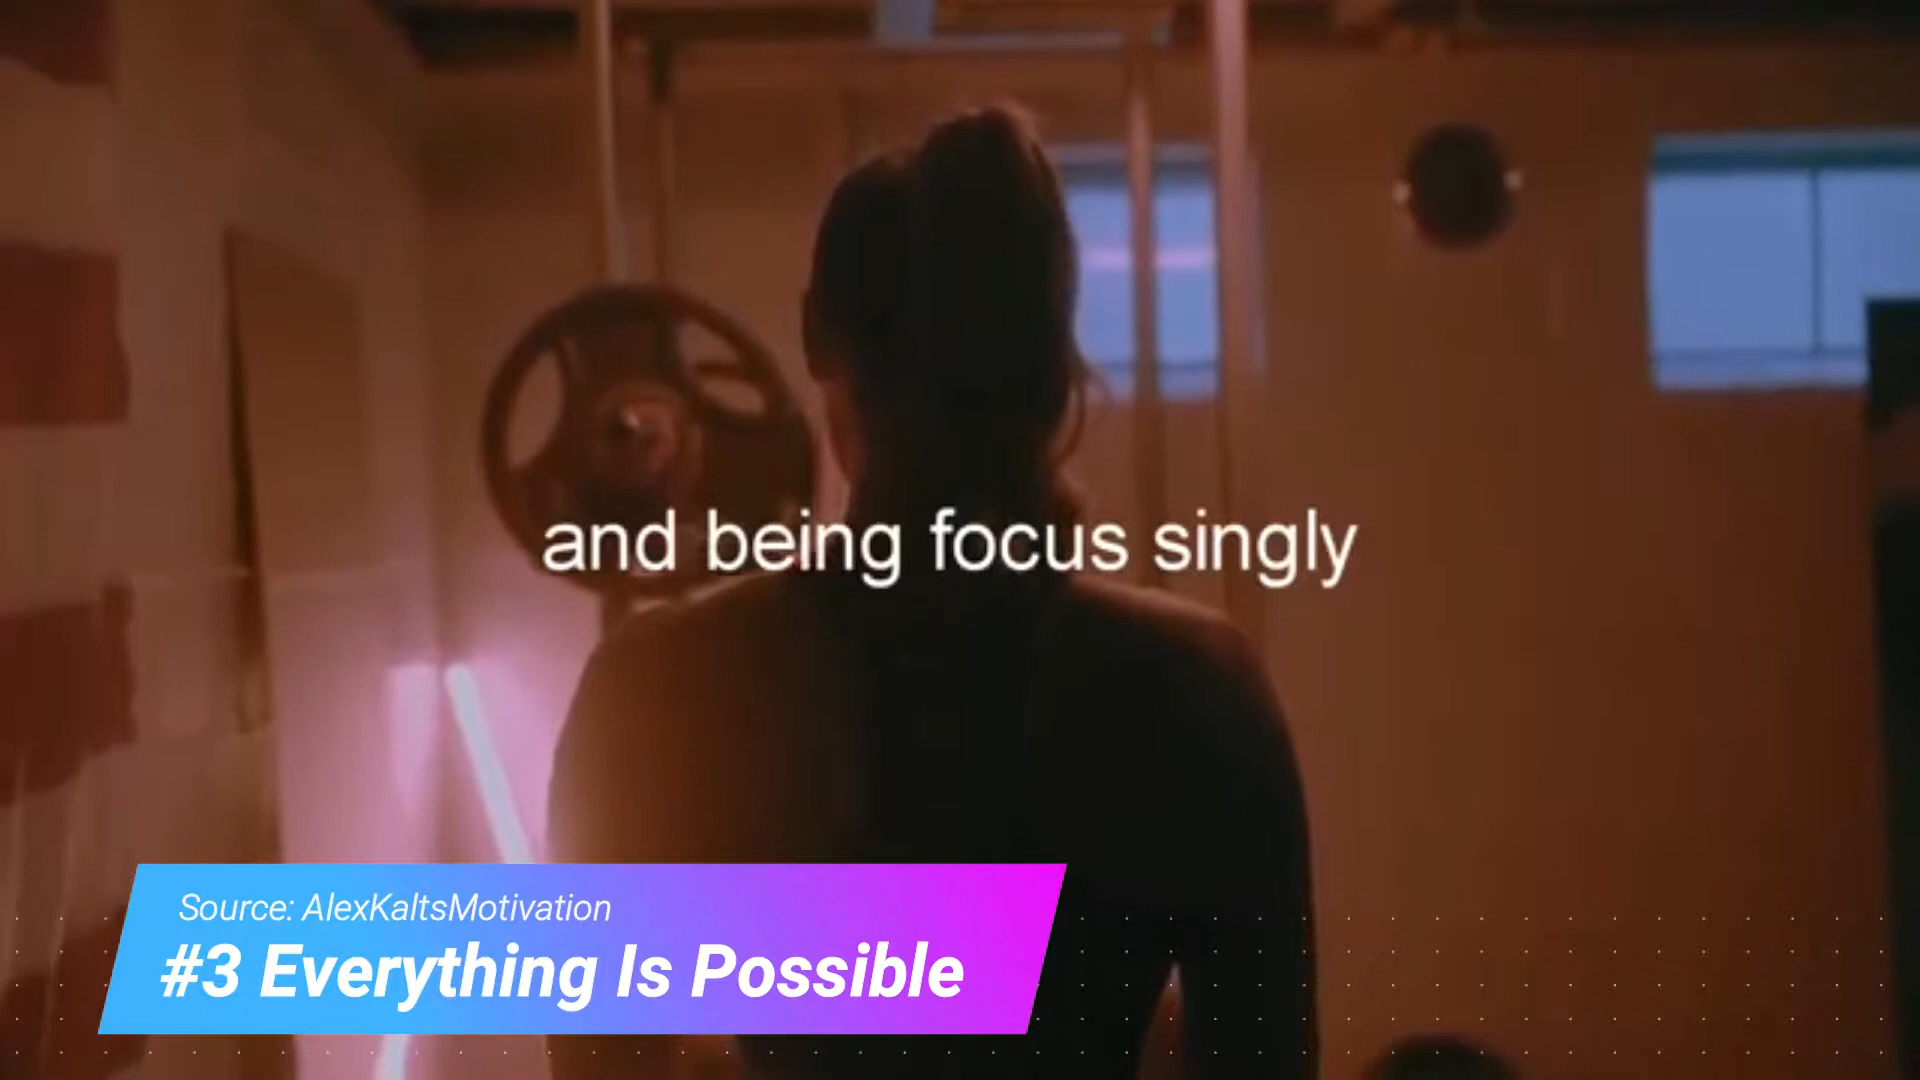 and being focus singly
Source: AlexKaltsMotivation
#3 Everything Is Possible